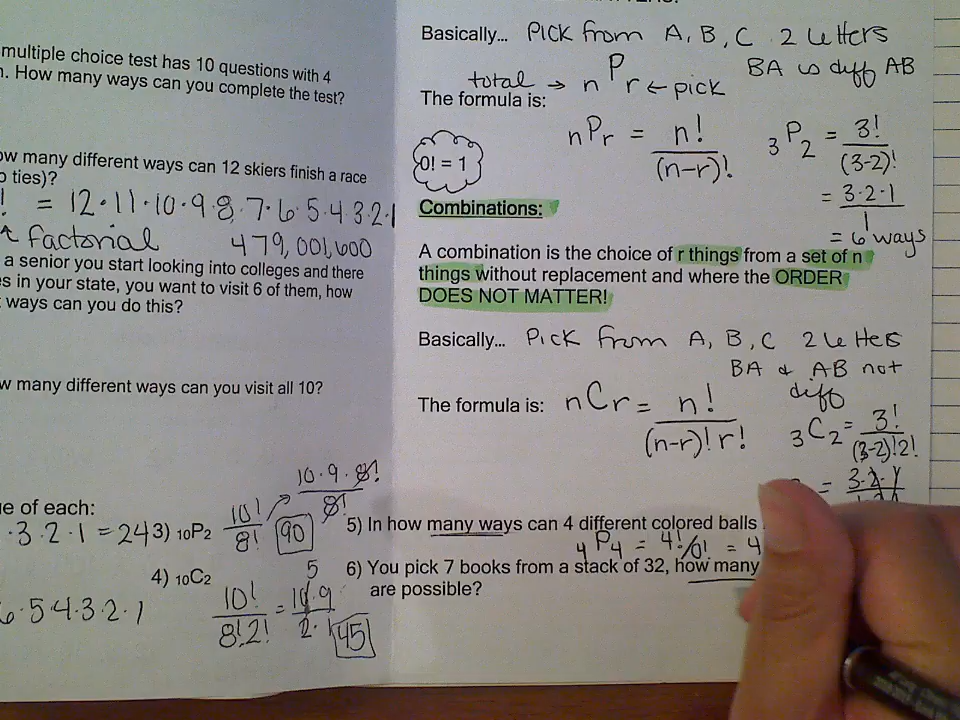 multiple choice test has 10 questions with 4
How many ways can you complete the test?
how many different ways can 12 skiers finish a race
ties)?
! = 12·11·10·9·8·7·6·5·4·3·2·1
factorial 479,001,600
a senior you start looking into colleges and there
in your state, you want to visit 6 of them, how
ways can you do this?
how many different ways can you visit all 10?
of each:
·3·2·1 = 24
3) 10P2 10!/8! → 10·9·8!/8! 90
4) 10C2 10!/8!2! = 10·9/2·1 5 45
6·5·4·3·2·1
Basically... PICK from A, B, C 2 letters
BA is diff AB
total → nPr ← pick
The formula is:
nPr = n!/(n-r)!
3P2 = 3!/(3-2)!
= 3·2·1/1
= 6 ways
0! = 1
Combinations:
A combination is the choice of r things from a set of n
things without replacement and where the ORDER
DOES NOT MATTER!
Basically... PICK from A, B, C 2 letters
BA & AB not
diff
The formula is: nCr = n!/(n-r)!r!
3C2 = 3!/(3-2)!2!
= 3·2·1
5) In how many ways can 4 different colored balls
4P4 = 4!/0! = 4
6) You pick 7 books from a stack of 32, how many
are possible?